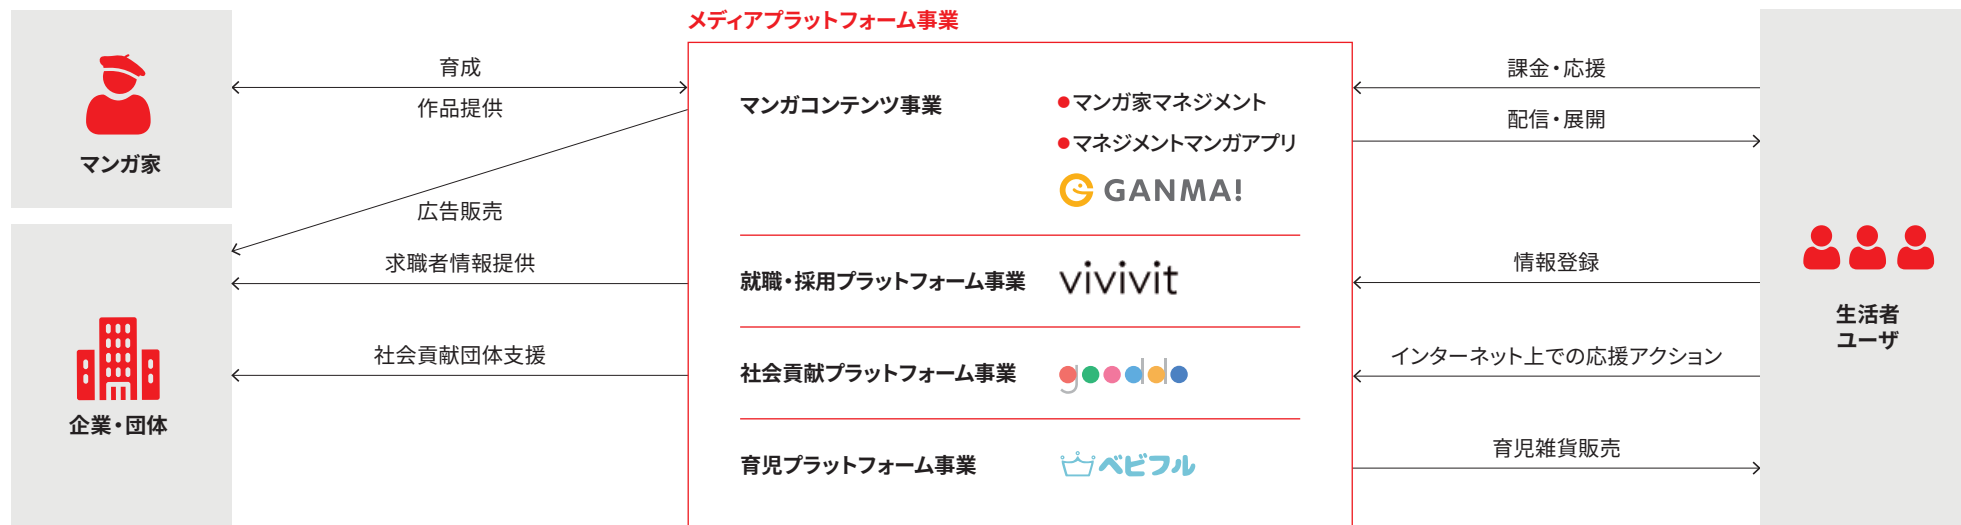 メディアプラットフォーム事業
マンガ家
育成
作品提供
広告販売
求職者情報提供
社会貢献団体支援
企業・団体
マンガコンテンツ事業
●マンガ家マネジメント
●マネジメントマンガアプリ
GANMA!
就職・採用プラットフォーム事業
vivivit
社会貢献プラットフォーム事業
gooddo
育児プラットフォーム事業
ベビフル
課金・応援
配信・展開
情報登録
インターネット上での応援アクション
育児雑貨販売
生活者
ユーザ